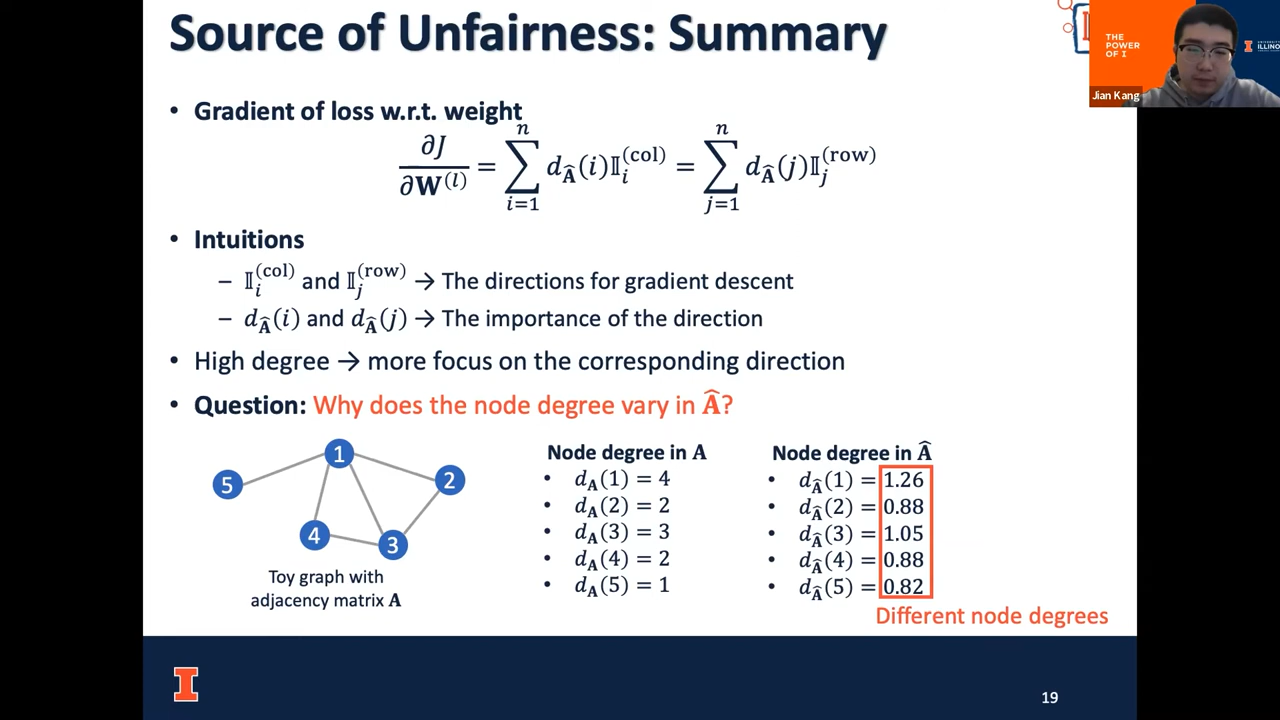 Source of Unfairness: Summary
THE
POWER
OF I
Jian Kang
• Gradient of loss w.r.t. weight
∂J/∂𝐖^(l) = ∑_{i=1}^{n} d_𝐀̂(i)𝕀_i^(col) = ∑_{j=1}^{n} d_𝐀̂(j)𝕀_j^(row)
• Intuitions
– 𝕀_i^(col) and 𝕀_j^(row) → The directions for gradient descent
– d_𝐀̂(i) and d_𝐀̂(j) → The importance of the direction
• High degree → more focus on the corresponding direction
• Question: Why does the node degree vary in 𝐀̂?
1
5
2
4
3
Toy graph with
adjacency matrix 𝐀
Node degree in 𝐀
• d_𝐀(1) = 4
• d_𝐀(2) = 2
• d_𝐀(3) = 3
• d_𝐀(4) = 2
• d_𝐀(5) = 1
Node degree in 𝐀̂
• d_𝐀̂(1) = 1.26
• d_𝐀̂(2) = 0.88
• d_𝐀̂(3) = 1.05
• d_𝐀̂(4) = 0.88
• d_𝐀̂(5) = 0.82
Different node degrees
I
19